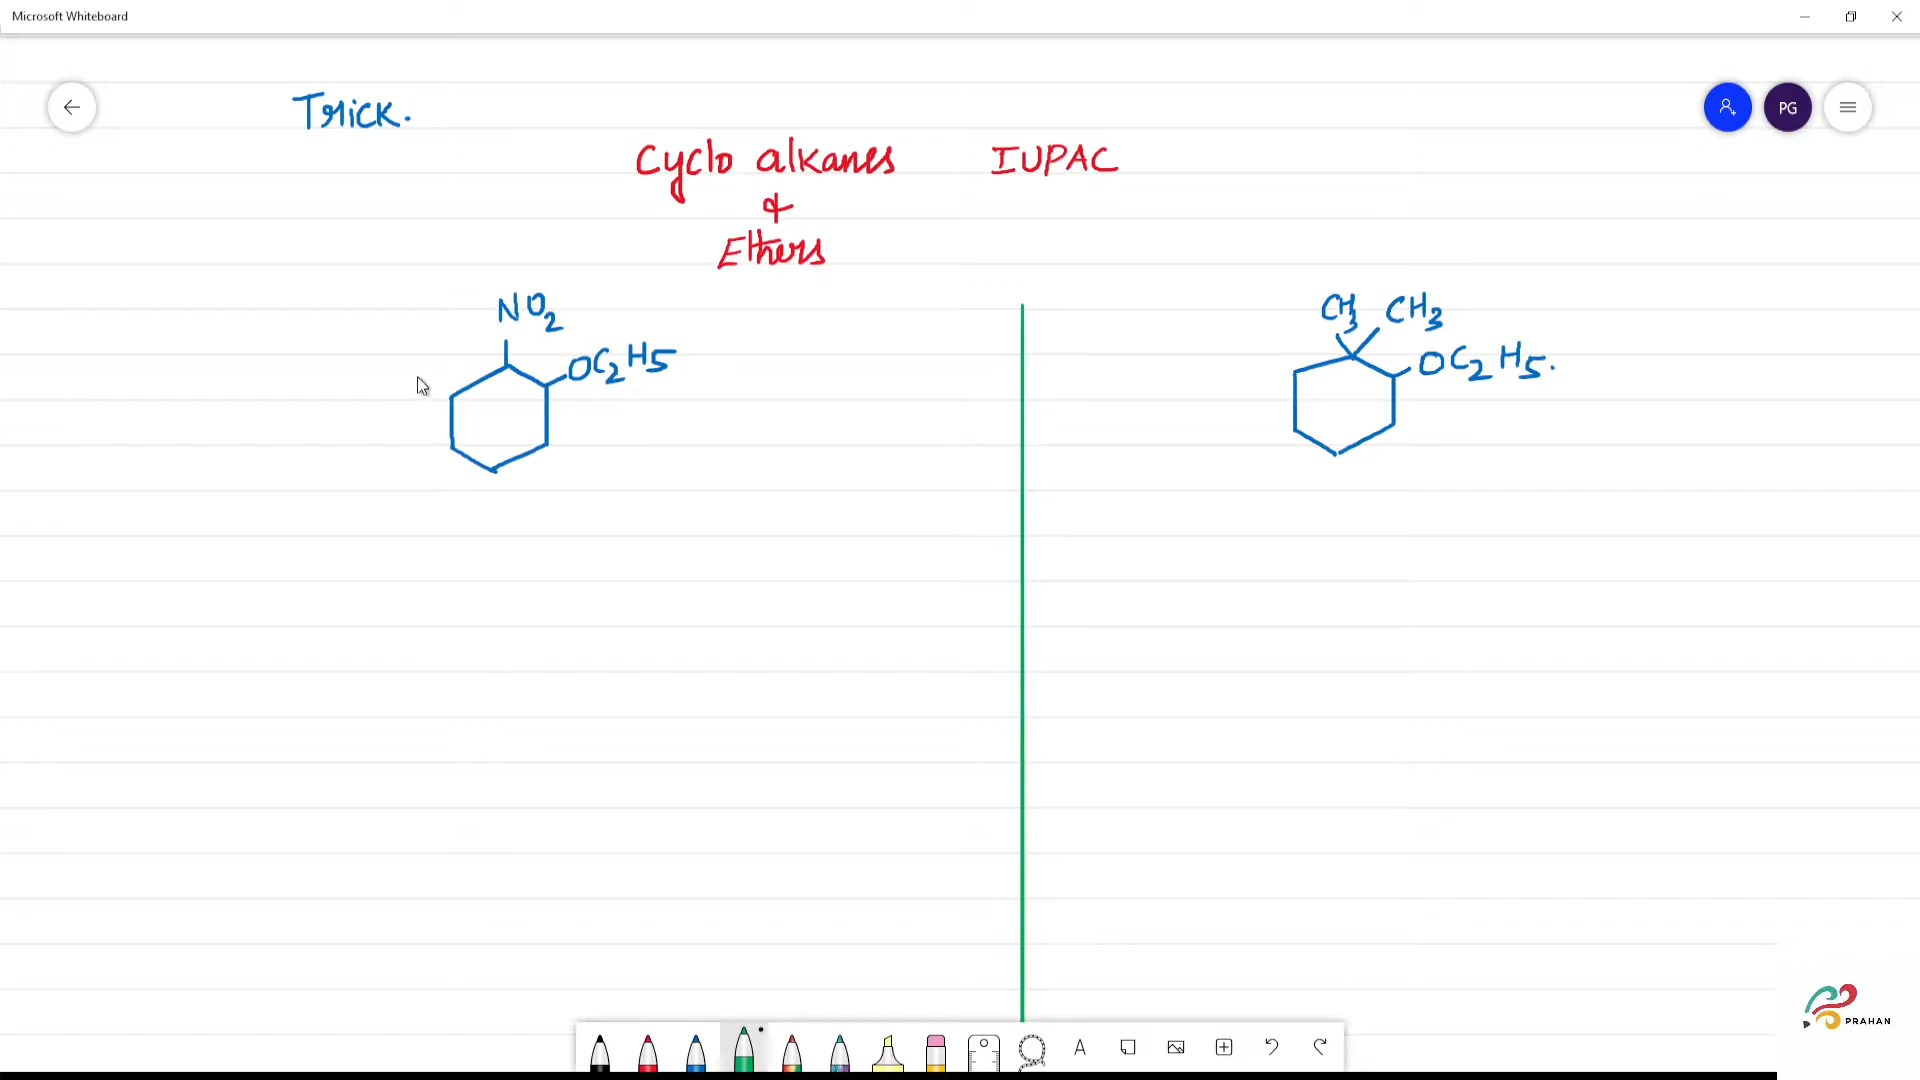 Microsoft Whiteboard
Trick.
PG
Cyclo alkanes IUPAC
&
Ethers
NO2
OC2H5
CH3 CH3
OC2H5.
A
PRAHAN